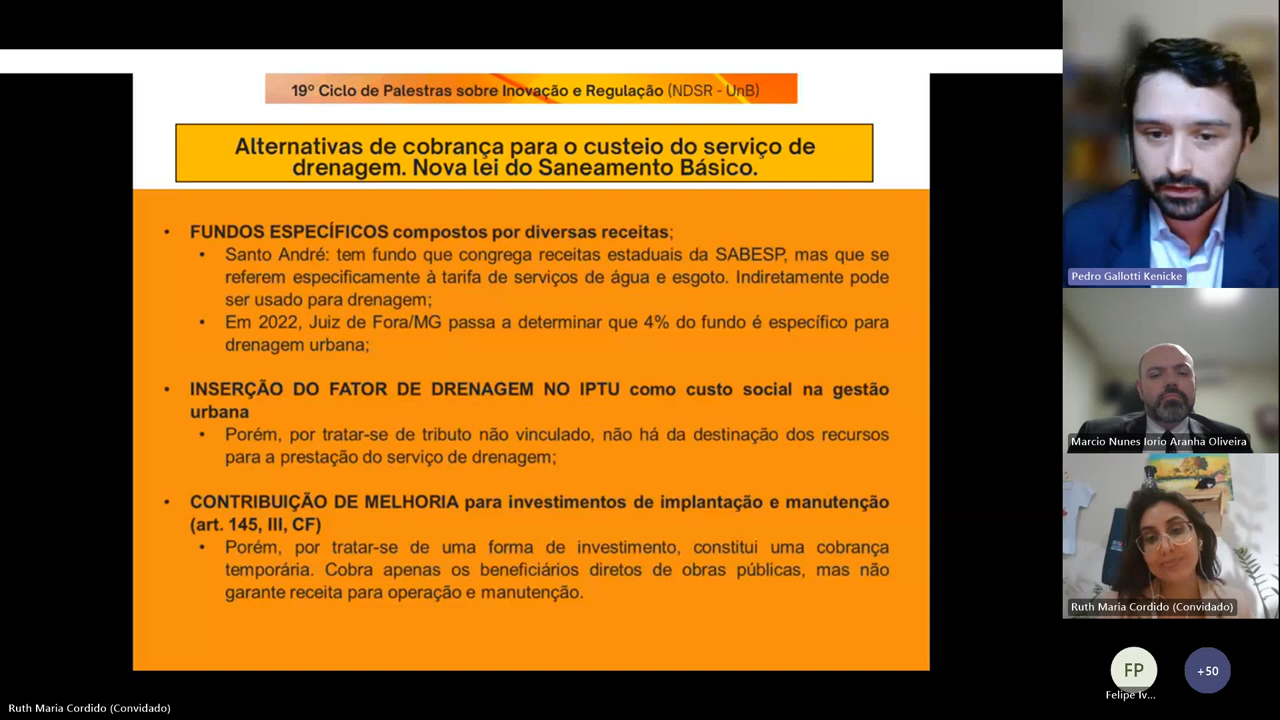 19º Ciclo de Palestras sobre Inovação e Regulação (NDSR - UnB)
Alternativas de cobrança para o custeio do serviço de
drenagem. Nova lei do Saneamento Básico.
• FUNDOS ESPECÍFICOS compostos por diversas receitas;
• Santo André: tem fundo que congrega receitas estaduais da SABESP, mas que se
referem especificamente à tarifa de serviços de água e esgoto. Indiretamente pode
ser usado para drenagem;
• Em 2022, Juiz de Fora/MG passa a determinar que 4% do fundo é específico para
drenagem urbana;
• INSERÇÃO DO FATOR DE DRENAGEM NO IPTU como custo social na gestão
urbana
• Porém, por tratar-se de tributo não vinculado, não há da destinação dos recursos
para a prestação do serviço de drenagem;
• CONTRIBUIÇÃO DE MELHORIA para investimentos de implantação e manutenção
(art. 145, III, CF)
• Porém, por tratar-se de uma forma de investimento, constitui uma cobrança
temporária. Cobra apenas os beneficiários diretos de obras públicas, mas não
garante receita para operação e manutenção.
Pedro Gallotti Kenicke
Marcio Nunes Iorio Aranha Oliveira
Ruth Maria Cordido (Convidado)
FP
+50
Felipe Iv...
Ruth Maria Cordido (Convidado)